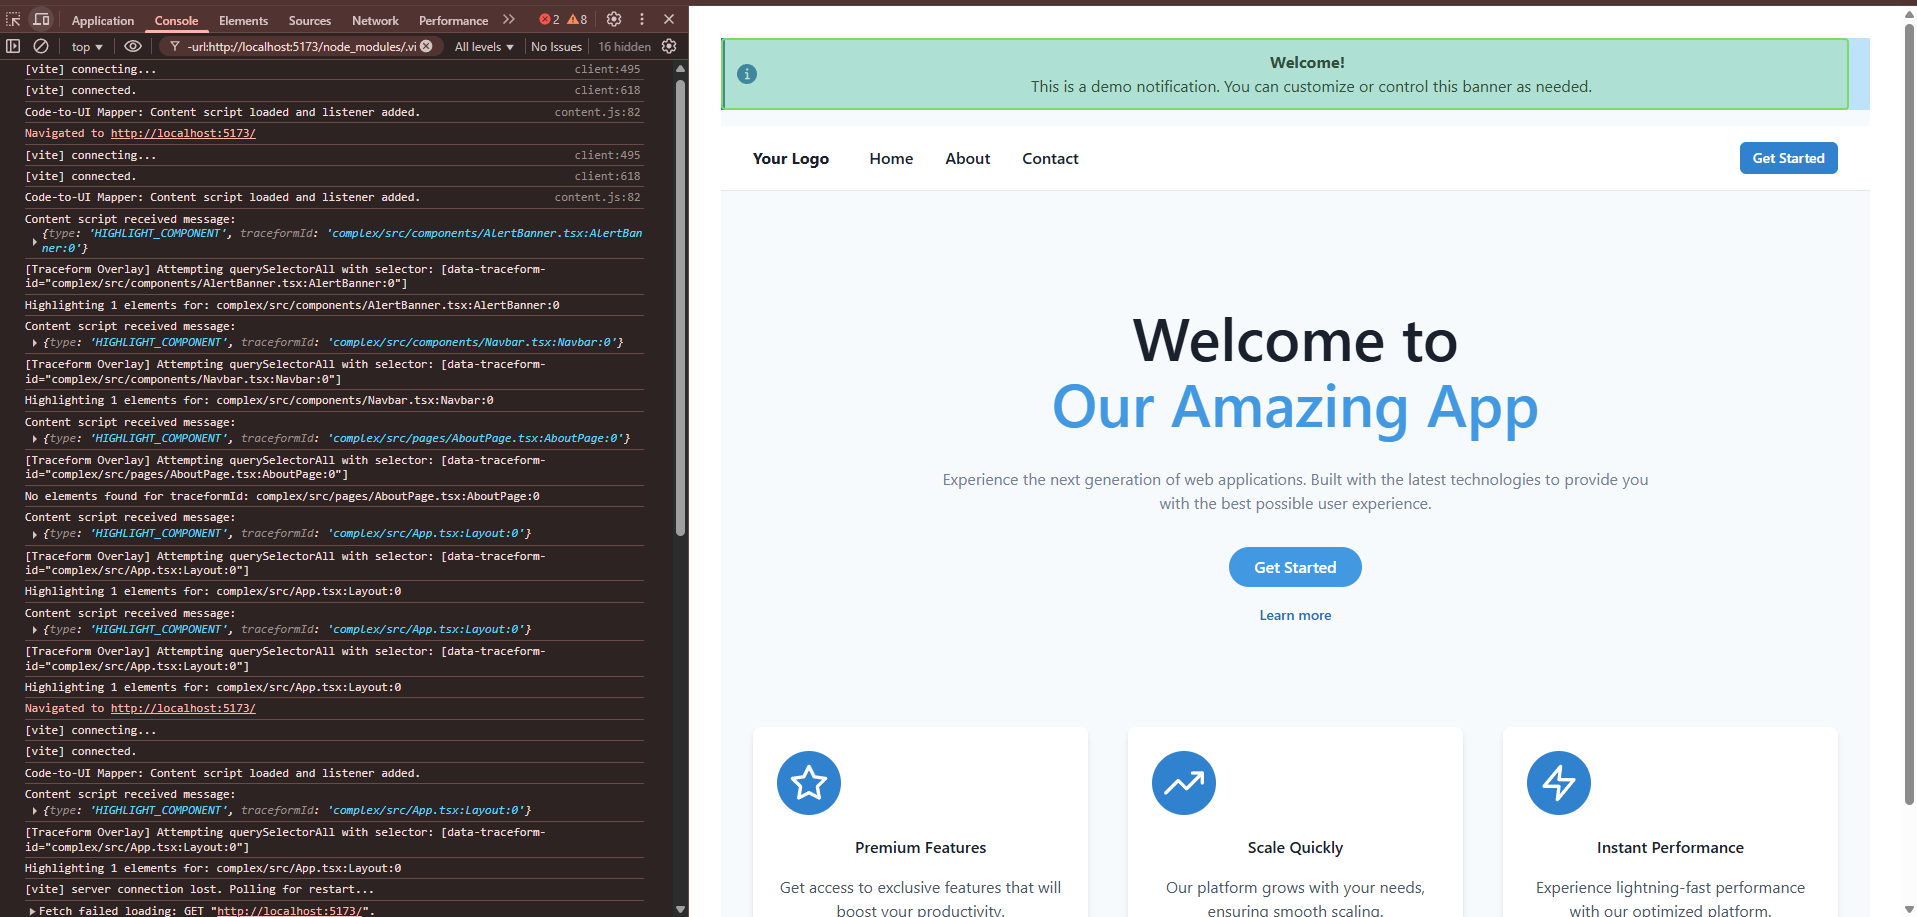 Application Console Elements Sources Network Performance 2 8
top -url:http://localhost:5173/node_modules/.vi All levels No Issues 16 hidden
[vite] connecting... client:495
[vite] connected. client:618
Code-to-UI Mapper: Content script loaded and listener added. content.js:82
Navigated to http://localhost:5173/
[vite] connecting... client:495
[vite] connected. client:618
Code-to-UI Mapper: Content script loaded and listener added. content.js:82
Content script received message:
{type: 'HIGHLIGHT_COMPONENT', traceformId: 'complex/src/components/AlertBanner.tsx:AlertBan
ner:0'}
[Traceform Overlay] Attempting querySelectorAll with selector: [data-traceform-
id="complex/src/components/AlertBanner.tsx:AlertBanner:0"]
Highlighting 1 elements for: complex/src/components/AlertBanner.tsx:AlertBanner:0
Content script received message:
{type: 'HIGHLIGHT_COMPONENT', traceformId: 'complex/src/components/Navbar.tsx:Navbar:0'}
[Traceform Overlay] Attempting querySelectorAll with selector: [data-traceform-
id="complex/src/components/Navbar.tsx:Navbar:0"]
Highlighting 1 elements for: complex/src/components/Navbar.tsx:Navbar:0
Content script received message:
{type: 'HIGHLIGHT_COMPONENT', traceformId: 'complex/src/pages/AboutPage.tsx:AboutPage:0'}
[Traceform Overlay] Attempting querySelectorAll with selector: [data-traceform-
id="complex/src/pages/AboutPage.tsx:AboutPage:0"]
No elements found for traceformId: complex/src/pages/AboutPage.tsx:AboutPage:0
Content script received message:
{type: 'HIGHLIGHT_COMPONENT', traceformId: 'complex/src/App.tsx:Layout:0'}
[Traceform Overlay] Attempting querySelectorAll with selector: [data-traceform-
id="complex/src/App.tsx:Layout:0"]
Highlighting 1 elements for: complex/src/App.tsx:Layout:0
Content script received message:
{type: 'HIGHLIGHT_COMPONENT', traceformId: 'complex/src/App.tsx:Layout:0'}
[Traceform Overlay] Attempting querySelectorAll with selector: [data-traceform-
id="complex/src/App.tsx:Layout:0"]
Highlighting 1 elements for: complex/src/App.tsx:Layout:0
Navigated to http://localhost:5173/
[vite] connecting...
[vite] connected.
Code-to-UI Mapper: Content script loaded and listener added.
Content script received message:
{type: 'HIGHLIGHT_COMPONENT', traceformId: 'complex/src/App.tsx:Layout:0'}
[Traceform Overlay] Attempting querySelectorAll with selector: [data-traceform-
id="complex/src/App.tsx:Layout:0"]
Highlighting 1 elements for: complex/src/App.tsx:Layout:0
[vite] server connection lost. Polling for restart...
Fetch failed loading: GET "http://localhost:5173/".
Welcome!
This is a demo notification. You can customize or control this banner as needed.
Your Logo Home About Contact Get Started
Welcome to
Our Amazing App
Experience the next generation of web applications. Built with the latest technologies to provide you
with the best possible user experience.
Get Started
Learn more
Premium Features
Get access to exclusive features that will
boost your productivity.
Scale Quickly
Our platform grows with your needs,
ensuring smooth scaling.
Instant Performance
Experience lightning-fast performance
with our optimized platform.